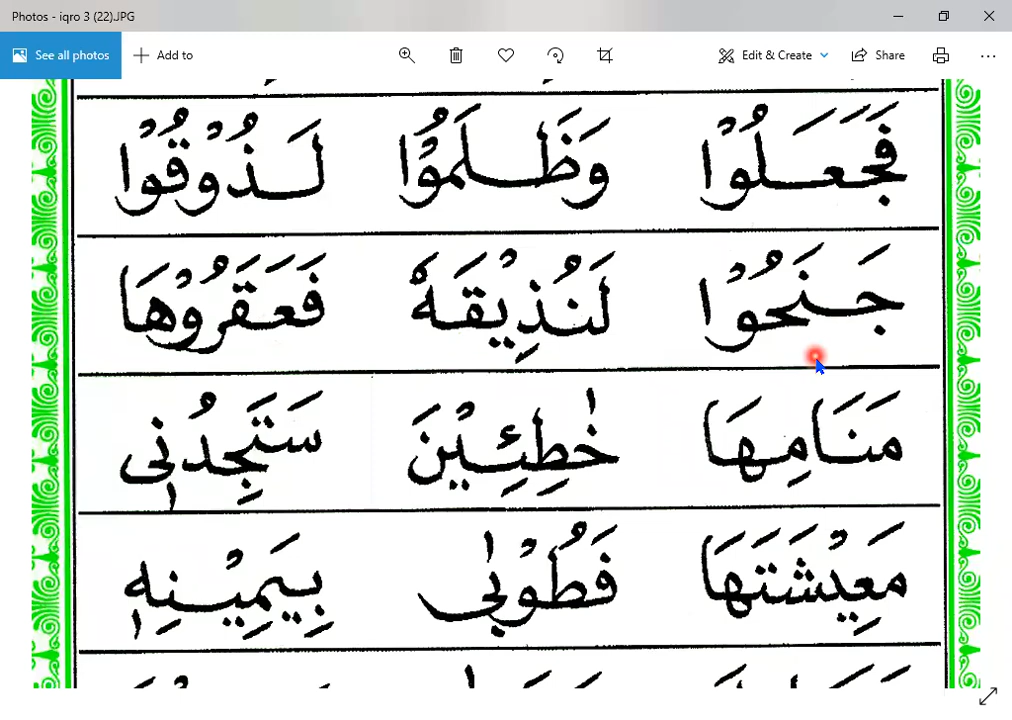 Photos - iqro 3 (22).JPG
See all photos Add to Edit & Create Share
فَجَعَلُوْا وَظَلَمُوْا لَذُوْقُوْا
جَنَحُوْا لَنُذِيْقَهٗ فَعَقَرُوْهَا
مَنَامِهَا خٰطِئِيْنَ سَتَجِدُنِٖى
مَعِيْشَتَهَا فَطُوْبٰى بِيَمِيْنِهٖ